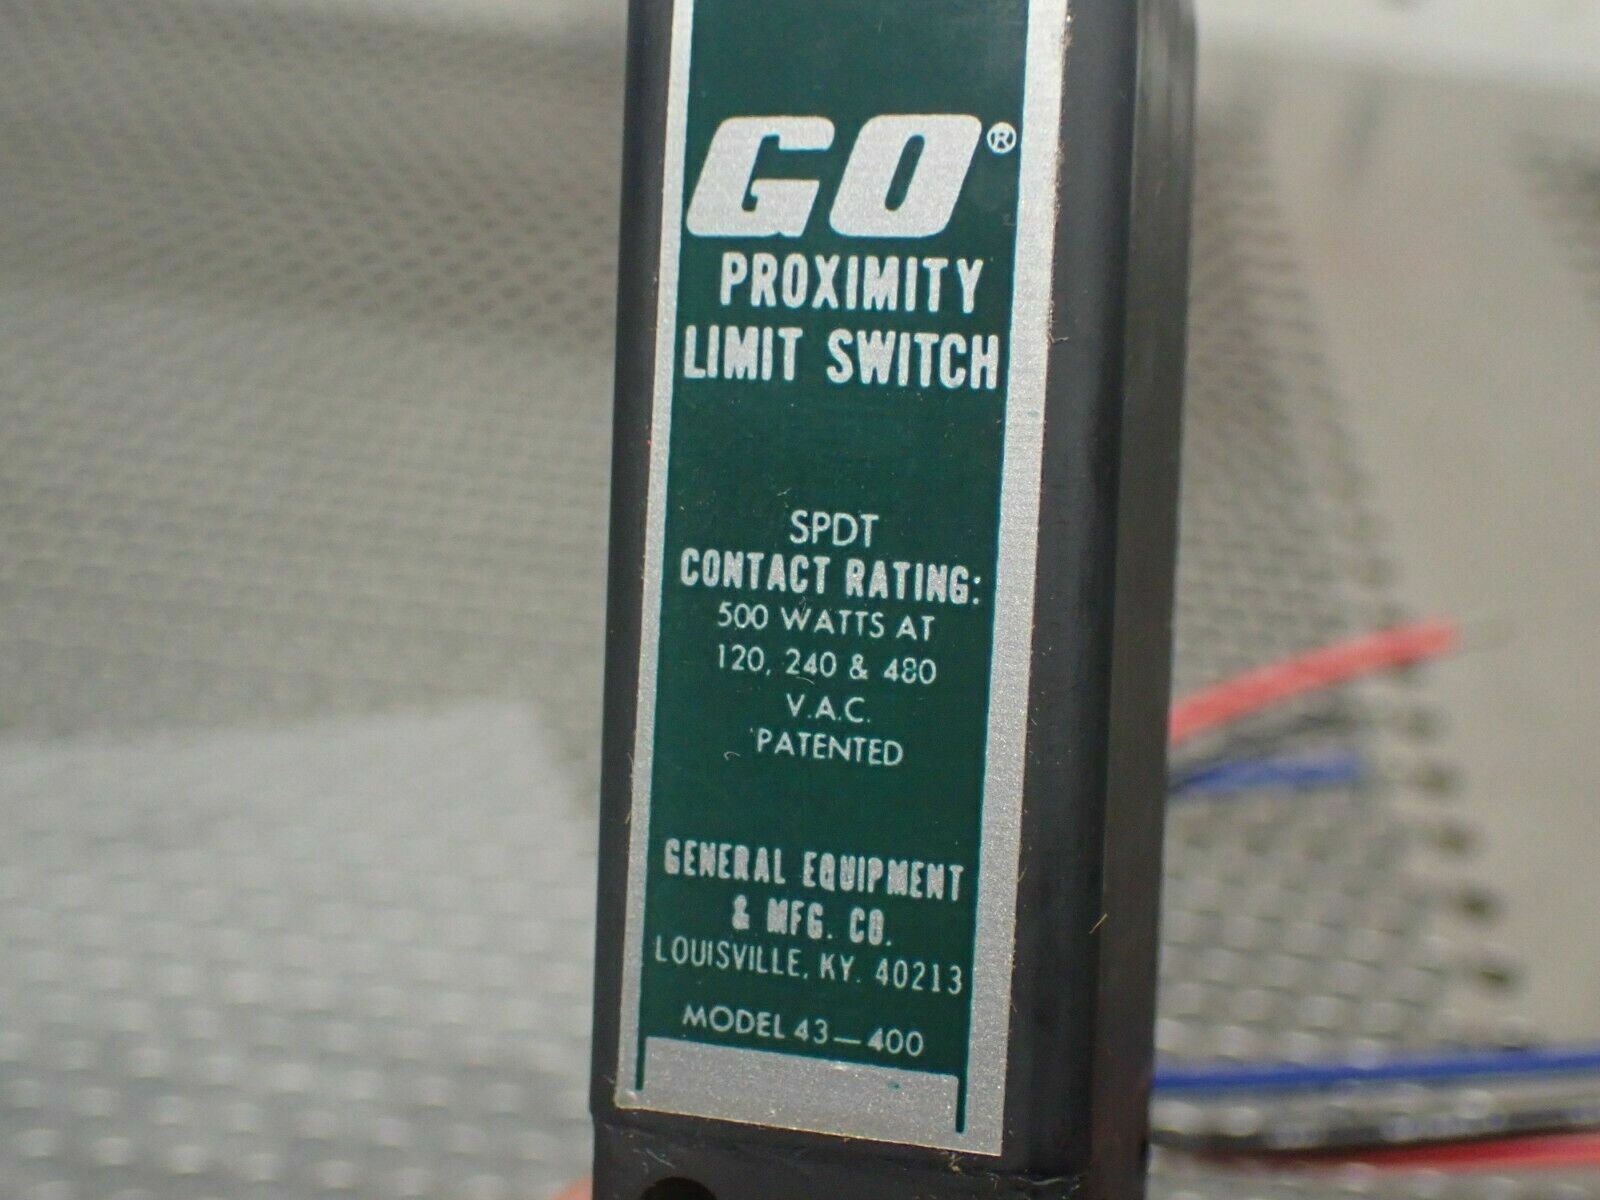 GO®
PROXIMITY
LIMIT SWITCH
SPDT
CONTACT RATING:
500 WATTS AT
120, 240 & 480
V.A.C.
PATENTED
GENERAL EQUIPMENT
& MFG. CO.
LOUISVILLE, KY. 40213
MODEL 43—400